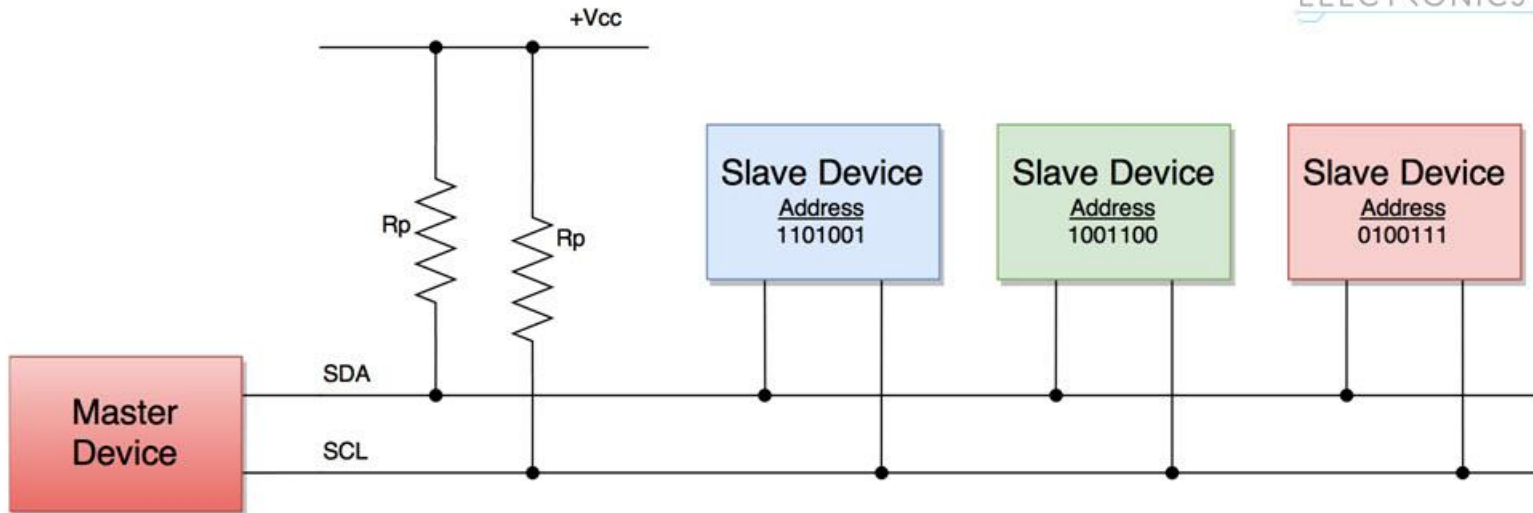 ELECTRONICS
+Vcc
Rp
Rp
Slave Device
Address
1101001
Slave Device
Address
1001100
Slave Device
Address
0100111
SDA
SCL
Master
Device